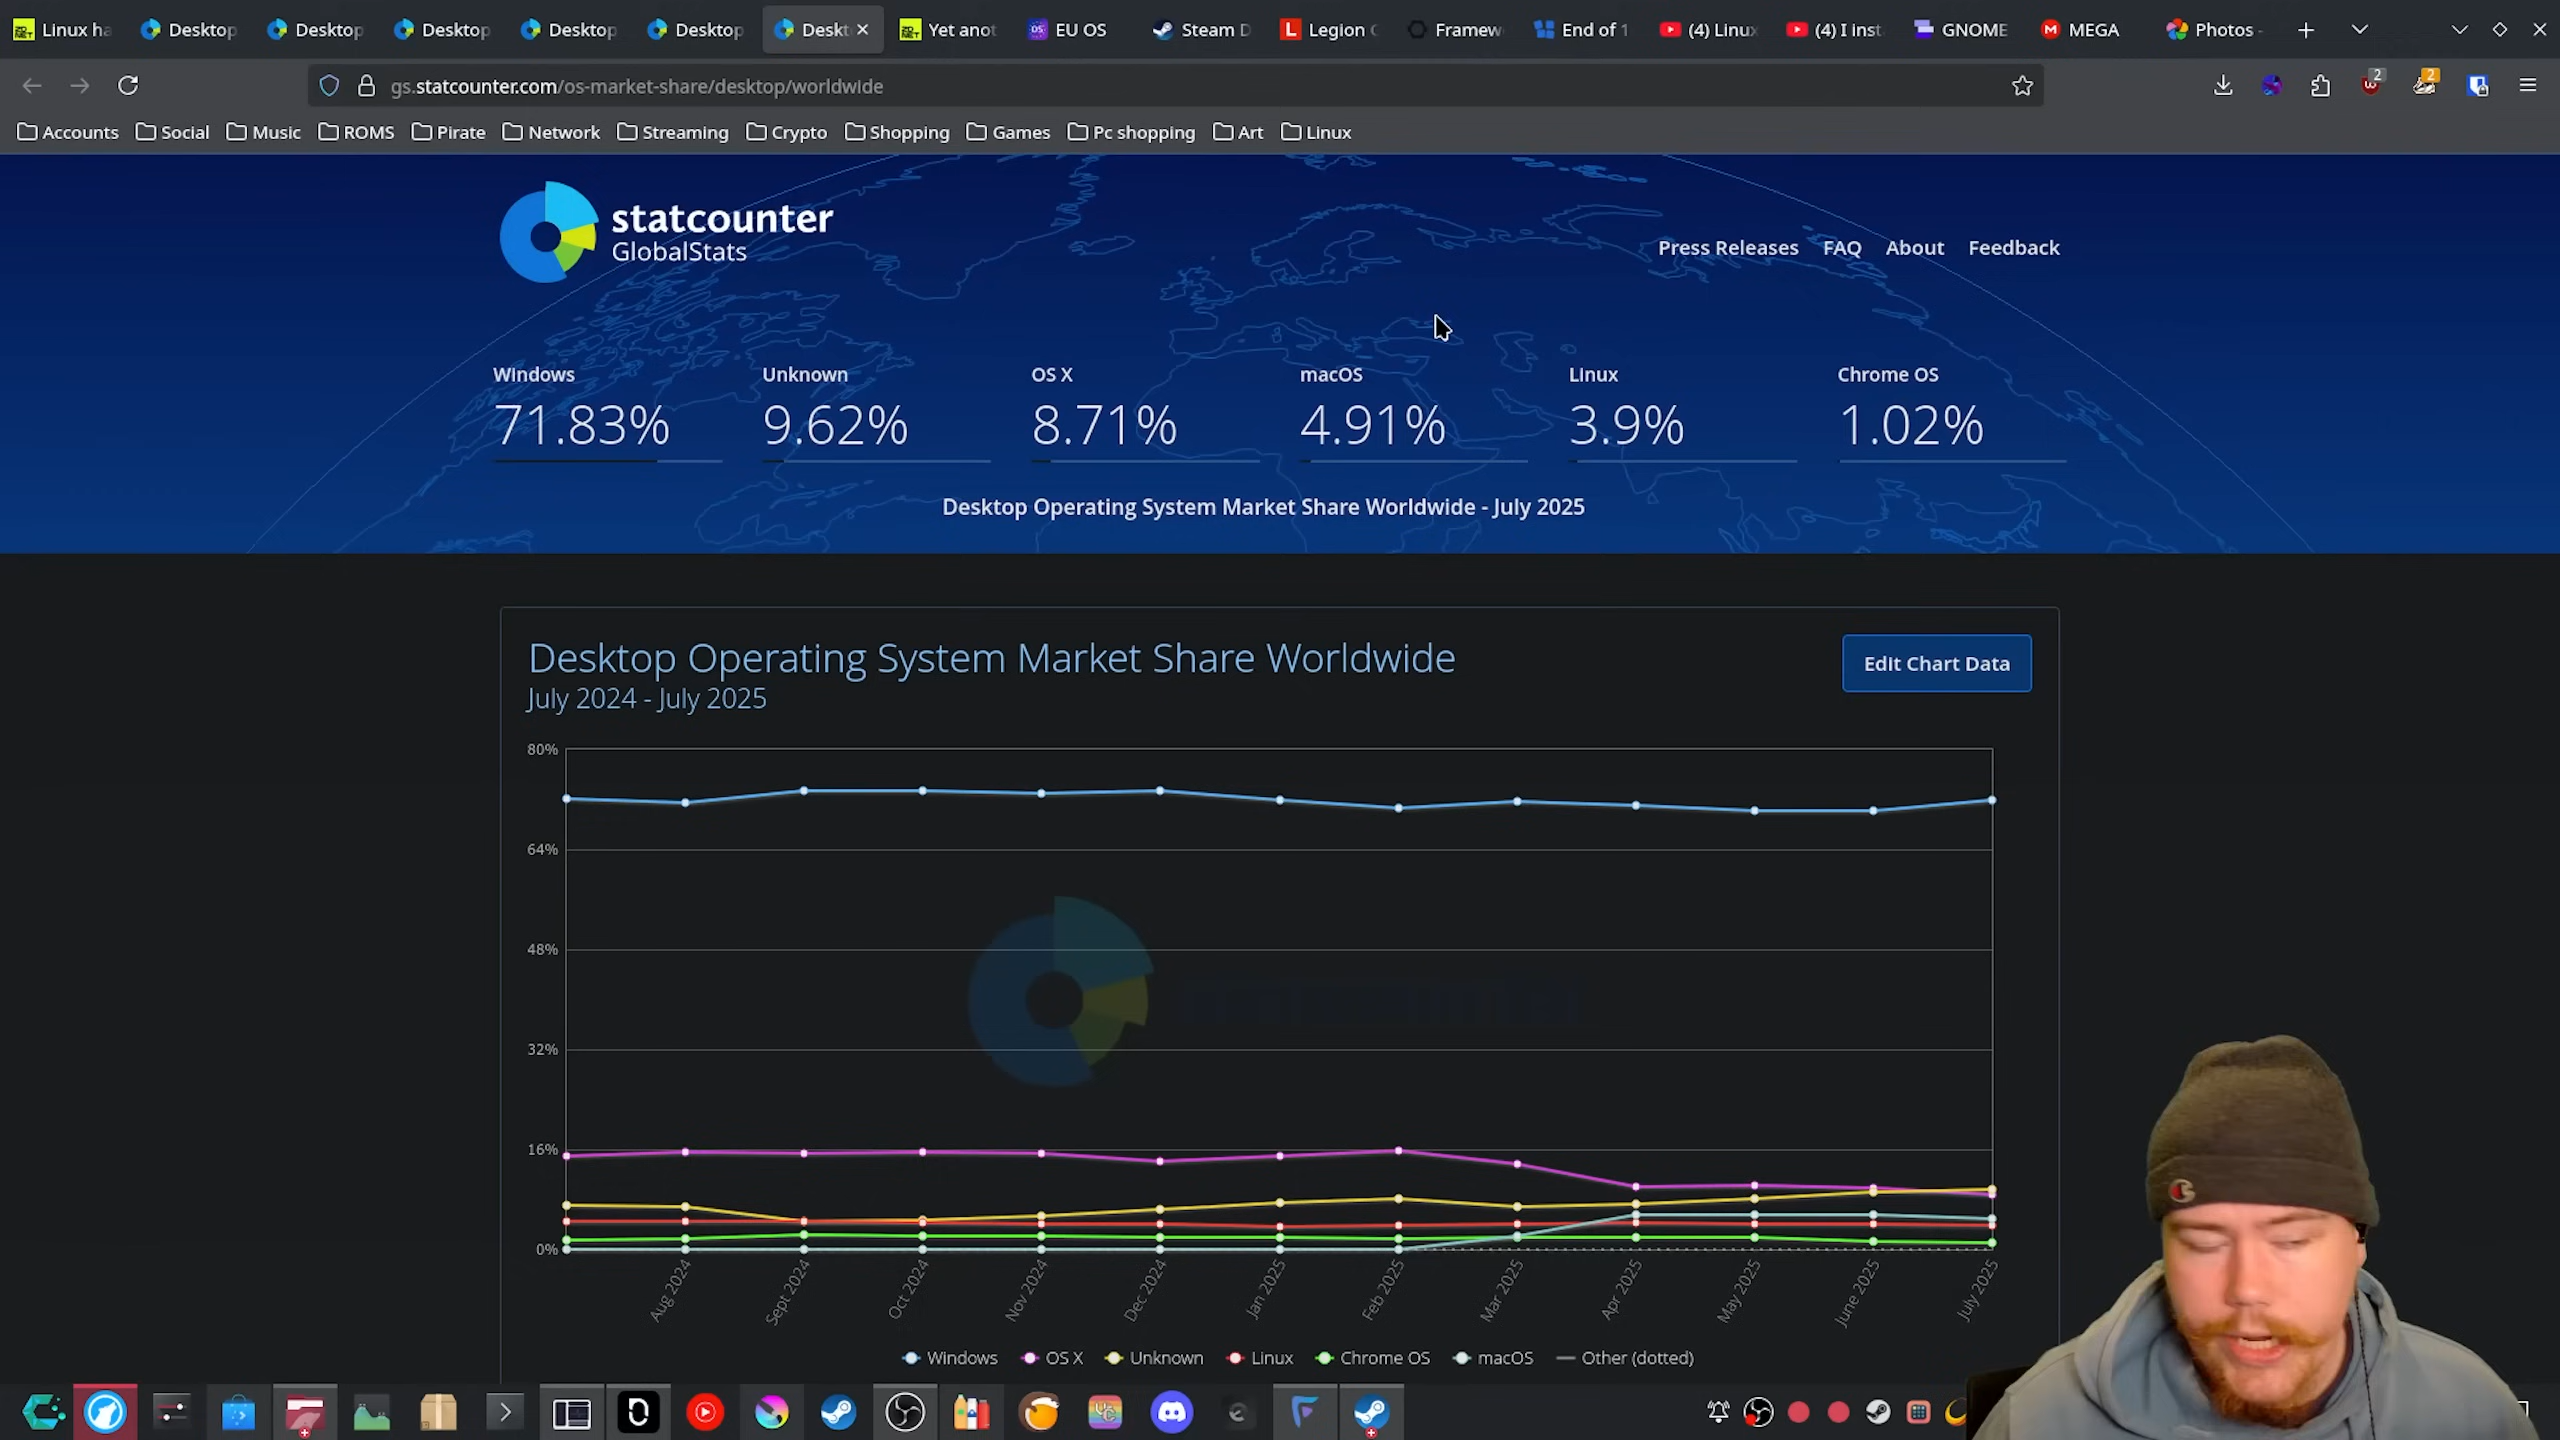 Linux ha
Desktop
Desktop
Desktop
Desktop
Desktop
Deskt
Yet anot
EU OS
Steam D
Legion
Framew
End of 1
(4) Linux
(4) I inst
GNOME
MEGA
Photos -
gs.statcounter.com/os-market-share/desktop/worldwide
2
2
Accounts Social Music ROMS Pirate Network Streaming Crypto Shopping Games Pc shopping Art Linux
statcounter
GlobalStats
Press Releases FAQ About Feedback
Windows Unknown OS X macOS Linux Chrome OS
71.83% 9.62% 8.71% 4.91% 3.9% 1.02%
Desktop Operating System Market Share Worldwide - July 2025
Desktop Operating System Market Share Worldwide
July 2024 - July 2025
Edit Chart Data
80%
64%
48%
32%
16%
0%
Aug 2024 Sept 2024 Oct 2024 Nov 2024 Dec 2024 Jan 2025 Feb 2025 Mar 2025 Apr 2025 May 2025 June 2025 July 2025
Windows OS X Unknown Linux Chrome OS macOS Other (dotted)